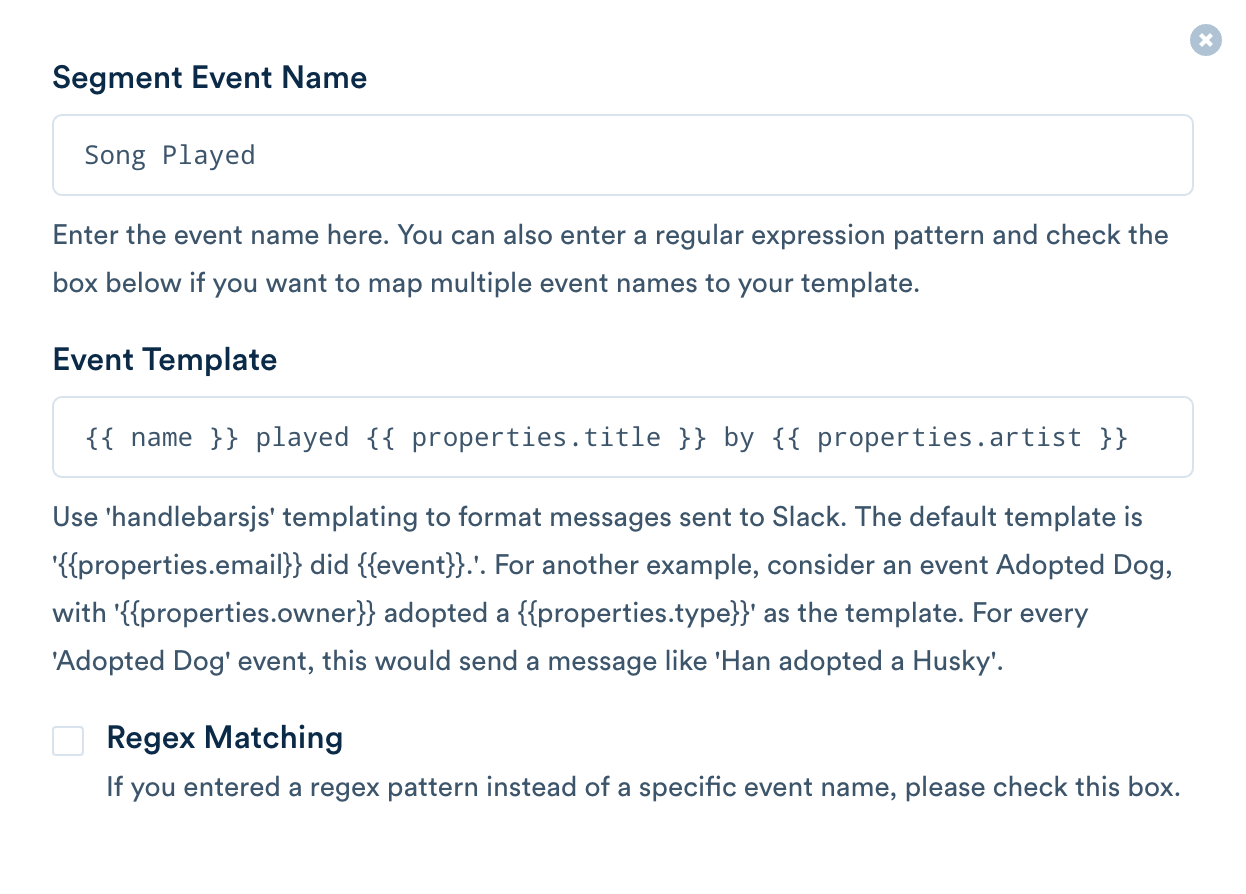 Segment Event Name
Song Played
Enter the event name here. You can also enter a regular expression pattern and check the
box below if you want to map multiple event names to your template.
Event Template
{{ name }} played {{ properties.title }} by {{ properties.artist }}
Use 'handlebarsjs' templating to format messages sent to Slack. The default template is
'{{properties.email}} did {{event}}.'. For another example, consider an event Adopted Dog,
with '{{properties.owner}} adopted a {{properties.type}}' as the template. For every
'Adopted Dog' event, this would send a message like 'Han adopted a Husky'.
Regex Matching
If you entered a regex pattern instead of a specific event name, please check this box.